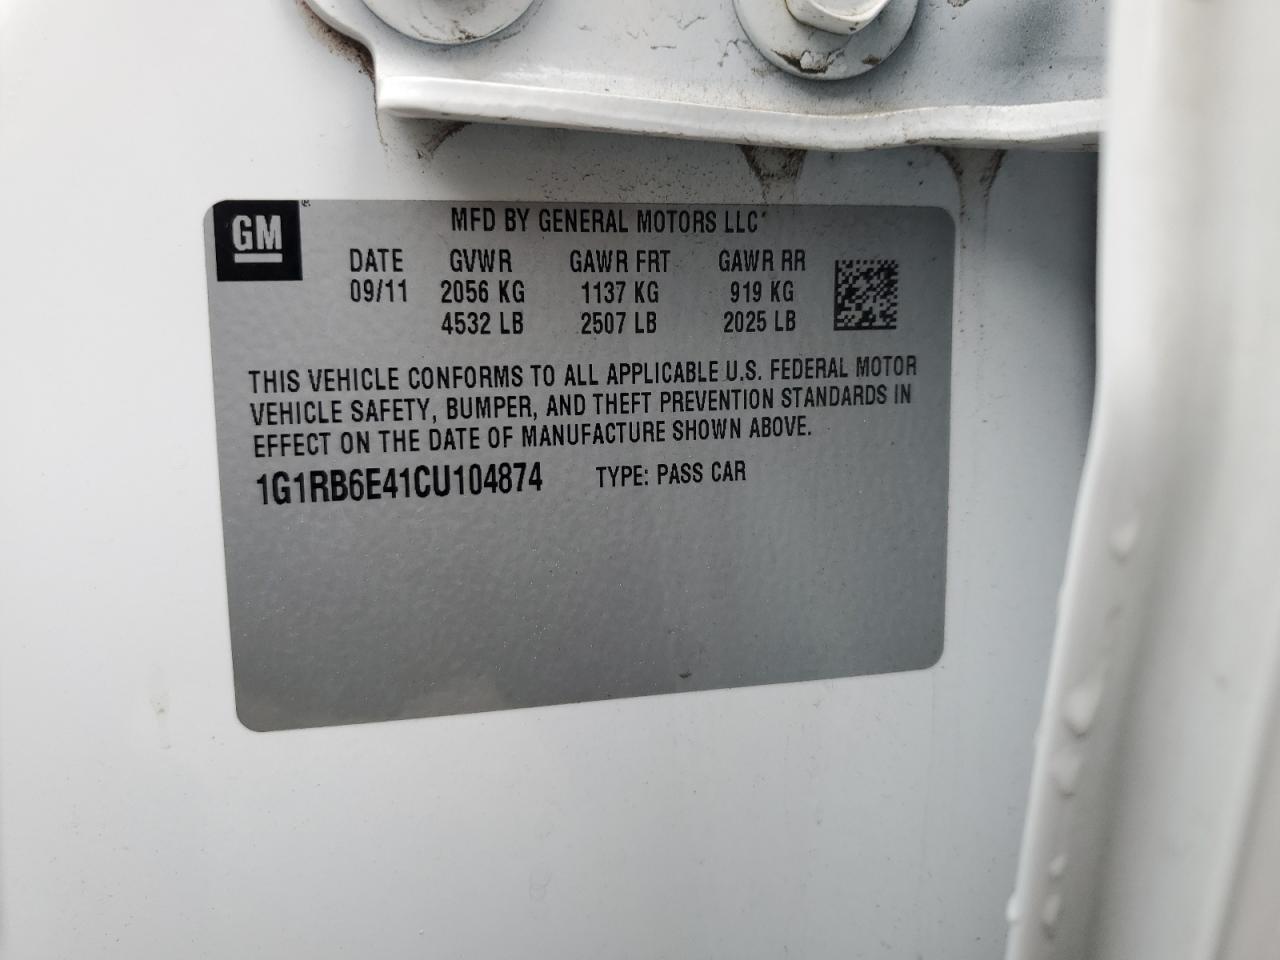 GM
MFD BY GENERAL MOTORS LLC
DATE GVWR GAWR FRT GAWR RR
09/11 2056 KG 1137 KG 919 KG
4532 LB 2507 LB 2025 LB
THIS VEHICLE CONFORMS TO ALL APPLICABLE U.S. FEDERAL MOTOR
VEHICLE SAFETY, BUMPER, AND THEFT PREVENTION STANDARDS IN
EFFECT ON THE DATE OF MANUFACTURE SHOWN ABOVE.
1G1RB6E41CU104874 TYPE: PASS CAR